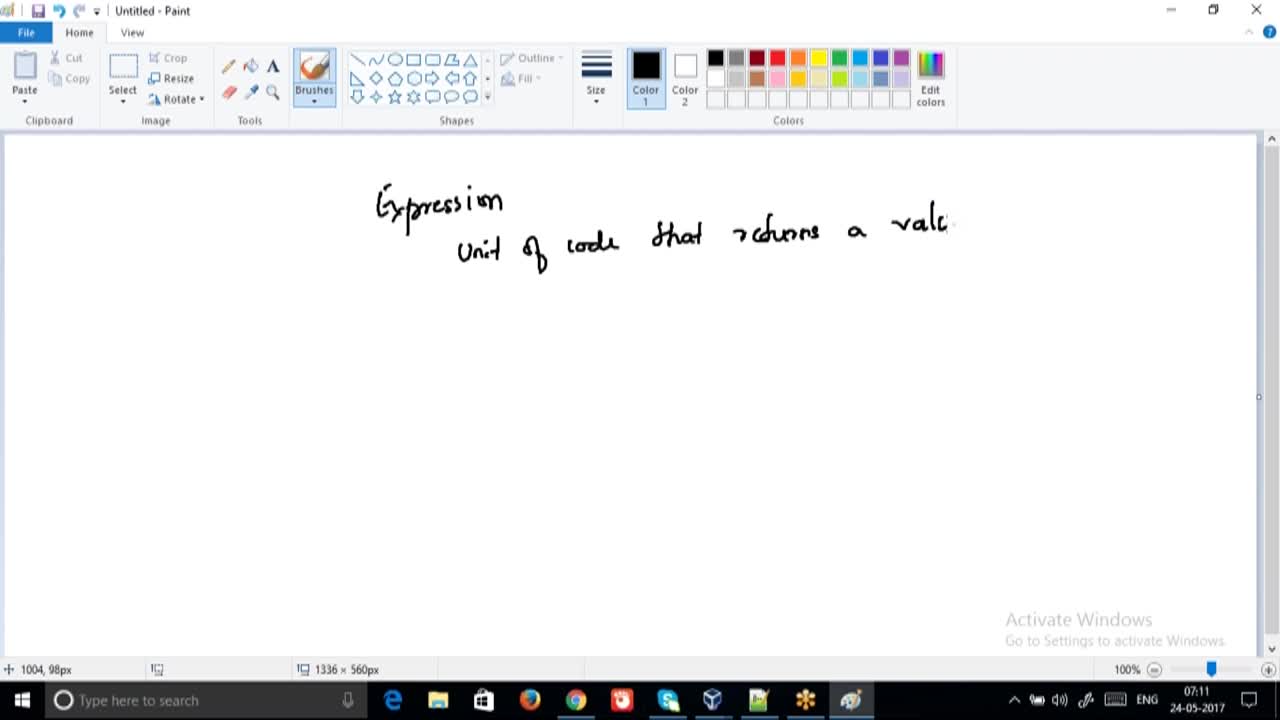 Untitled - Paint
File Home View
Paste Cut Copy Select Crop Resize Rotate Brushes Outline Fill Size Color 1 Color 2 Edit colors
Clipboard Image Tools Shapes Colors
Expression
Unit of code that returns a valu
Activate Windows
Go to Settings to activate Windows.
1004, 98px 1336 × 560px 100%
Type here to search ENG 07:11
24-05-2017